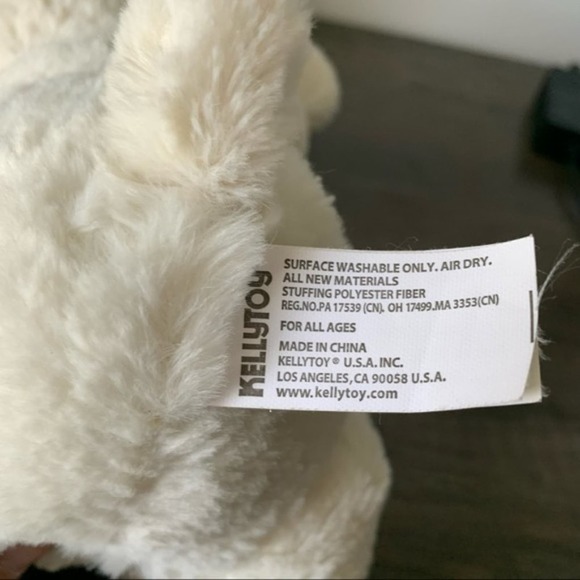 KELLYTOY
SURFACE WASHABLE ONLY. AIR DRY.
ALL NEW MATERIALS
STUFFING POLYESTER FIBER
REG.NO.PA 17539 (CN). OH 17499.MA 3353(CN)
FOR ALL AGES
MADE IN CHINA
KELLYTOY ® U.S.A. INC.
LOS ANGELES, CA 90058 U.S.A.
www.kellytoy.com